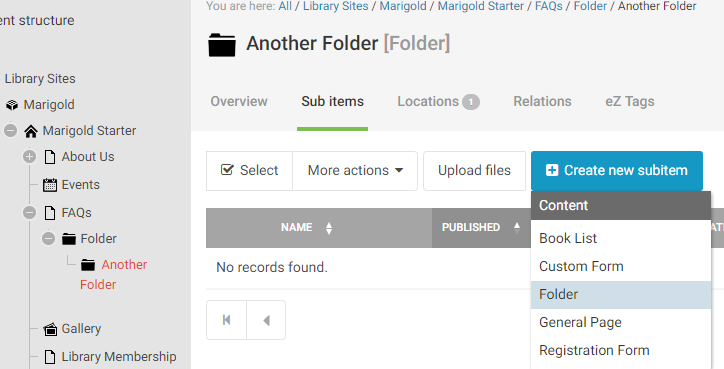 You are here: All / Library Sites / Marigold / Marigold Starter / FAQs / Folder / Another Folder
ent structure
Another Folder [Folder]
Library Sites
Marigold
Marigold Starter
About Us
Events
FAQs
Folder
Another
Folder
Gallery
Library Membership
Overview
Sub items
Locations 1
Relations
eZ Tags
Select
More actions
Upload files
Create new subitem
NAME
PUBLISHED
No records found.
Content
Book List
Custom Form
Folder
General Page
Registration Form